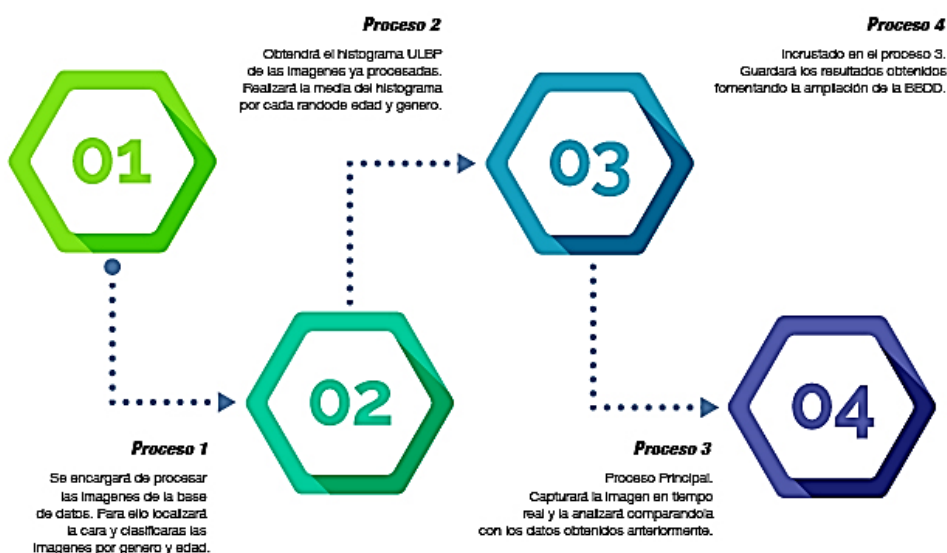 01
Proceso 1
Se encargará de procesar
las imagenes de la base
de datos. Para ello localizará
la cara y clasificaras las
imagenes por genero y edad.
02
Proceso 2
Obtendrá el histograma ULBP
de las imagenes ya procesadas.
Realizará la media del histograma
por cada randode edad y genero.
03
Proceso 3
Proceso Principal.
Capturará la imagen en tiempo
real y la analizará comparandola
con los datos obtenidos anteriormente.
04
Proceso 4
Incrustado en el proceso 3.
Guardará los resultados obtenidos
fomentando la ampliación de la BBDD.